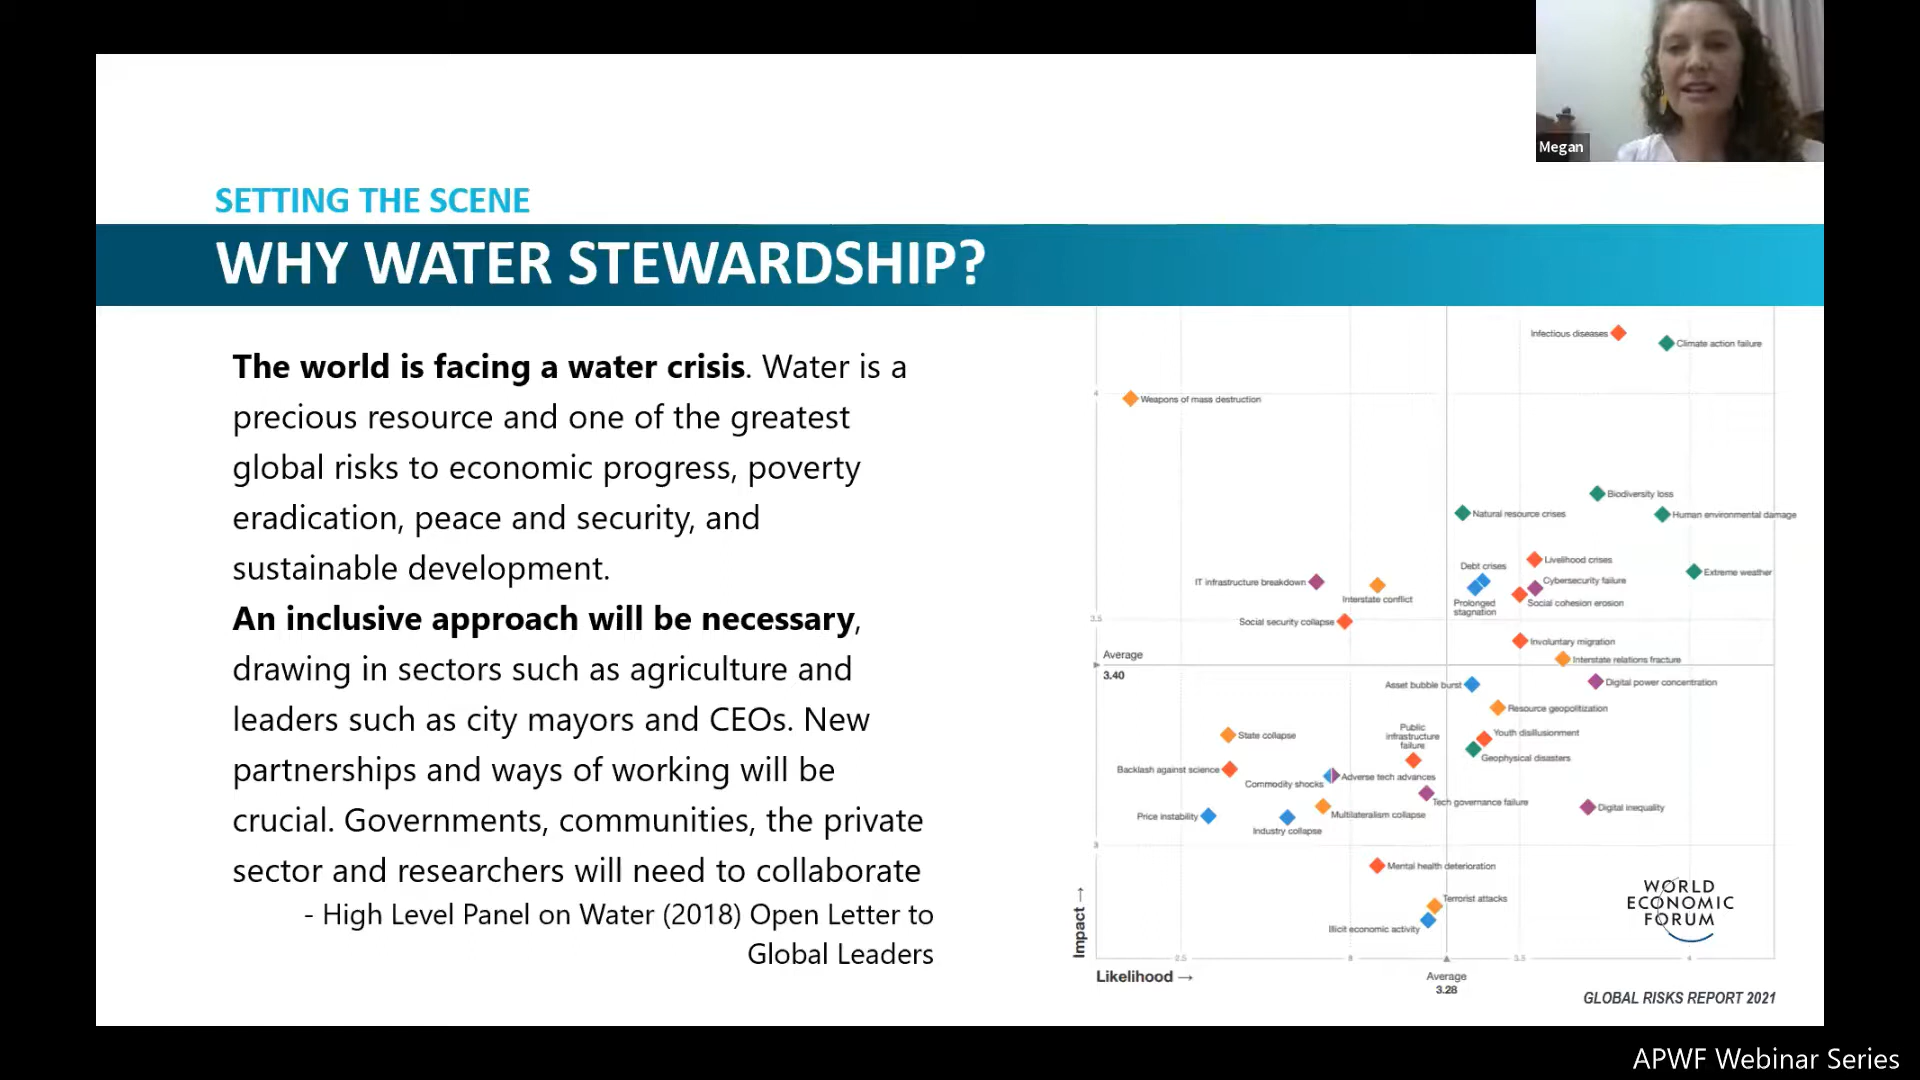 Megan
SETTING THE SCENE
WHY WATER STEWARDSHIP?
The world is facing a water crisis. Water is a
precious resource and one of the greatest
global risks to economic progress, poverty
eradication, peace and security, and
sustainable development.
An inclusive approach will be necessary,
drawing in sectors such as agriculture and
leaders such as city mayors and CEOs. New
partnerships and ways of working will be
crucial. Governments, communities, the private
sector and researchers will need to collaborate
- High Level Panel on Water (2018) Open Letter to
Global Leaders
Infectious diseases
Climate action failure
4
Weapons of mass destruction
Biodiversity loss
Natural resource crises
Human environmental damage
Livelihood crises
Debt crises
Extreme weather
IT infrastructure breakdown
Cybersecurity failure
Interstate conflict
Prolonged
stagnation
Social cohesion erosion
3.5
Social security collapse
Involuntary migration
Average
Interstate relations fracture
3.40
Asset bubble burst
Digital power concentration
Resource geopolitization
State collapse
Public
infrastructure
failure
Youth disillusionment
Geophysical disasters
Backlash against science
Commodity shocks
Adverse tech advances
Tech governance failure
Digital inequality
Price instability
Industry collapse
Multilateralism collapse
3
Mental health deterioration
Terrorist attacks
Illicit economic activity
WORLD
ECONOMIC
FORUM
Impact →
2.5
3
3.5
4
Likelihood →
Average
3.28
GLOBAL RISKS REPORT 2021
APWF Webinar Series